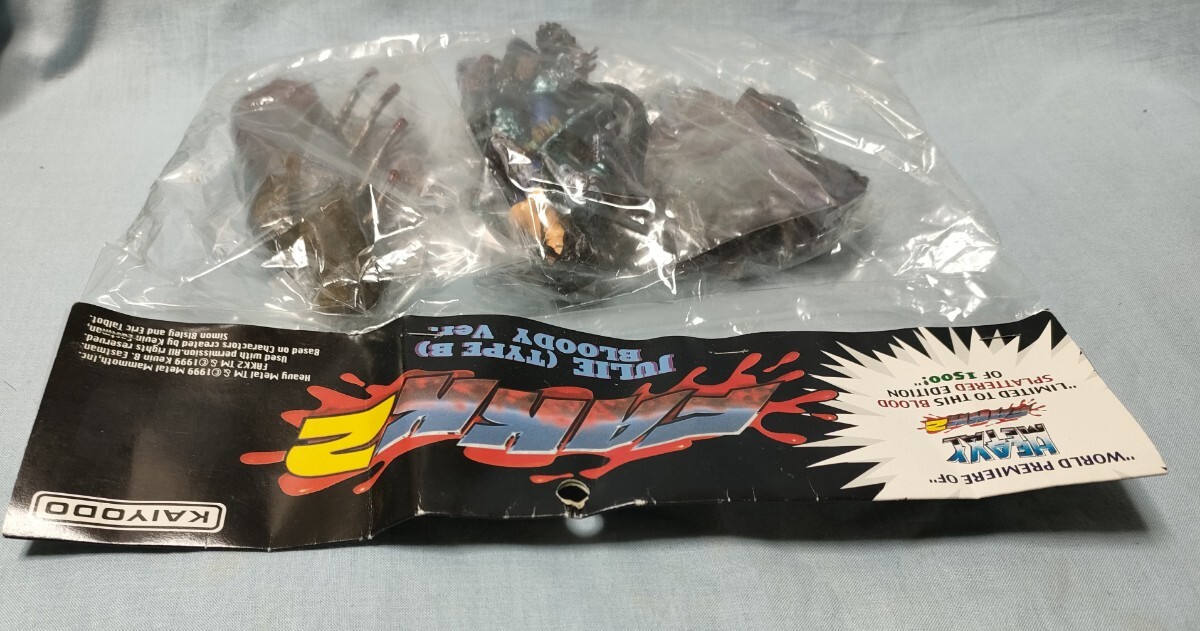 "WORLD PREMIERE OF"
HEAVY
METAL
FAKK 2
"LIMITED TO THIS BLOOD
SPLATTERED EDITION
OF 1500!"
FAKK2
JULIE (TYPE B)
BLOODY Ver.
Heavy Metal TM & ©1999 Metal Mammoth, Inc.
FAKK2 TM & ©1999 Kevin B. Eastman.
Used with permission.All rights reserved.
Based on Characters created by Kevin Eastman,
Simon Bisley and Eric Talbot.
KAIYODO